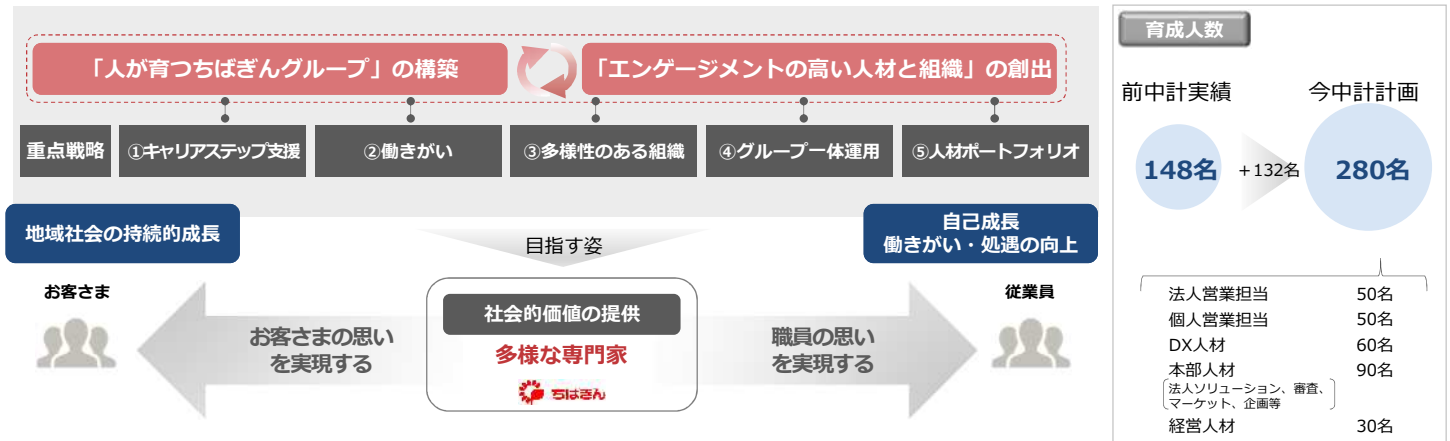 「人が育つちばぎんグループ」の構築
「エンゲージメントの高い人材と組織」の創出
重点戦略
①キャリアステップ支援
②働きがい
③多様性のある組織
④グループ一体運用
⑤人材ポートフォリオ
地域社会の持続的成長
目指す姿
自己成長
働きがい・処遇の向上
お客さま
お客さまの思い
を実現する
社会的価値の提供
多様な専門家
ちばぎん
職員の思い
を実現する
従業員
育成人数
前中計実績
今中計計画
148名
+132名
280名
法人営業担当 50名
個人営業担当 50名
DX人材 60名
本部人材 90名
法人ソリューション、審査、
マーケット、企画等
経営人材 30名